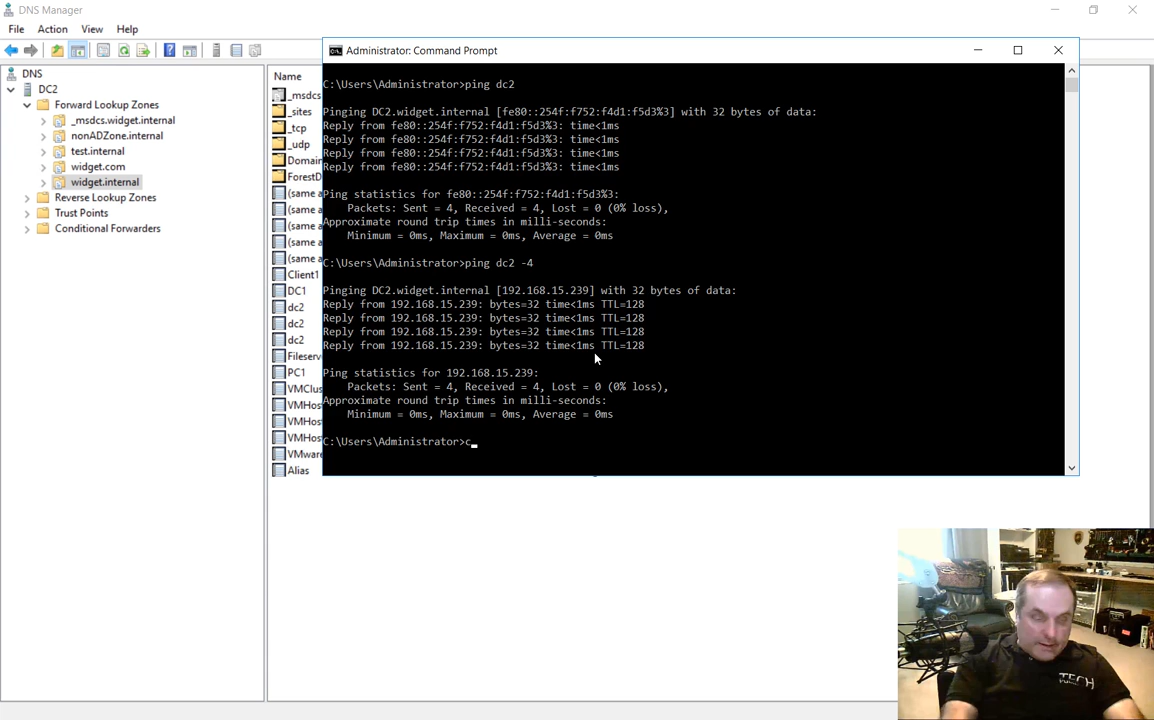 DNS Manager
File Action View Help
DNS
DC2
Forward Lookup Zones
_msdcs.widget.internal
nonADZone.internal
test.internal
widget.com
widget.internal
Reverse Lookup Zones
Trust Points
Conditional Forwarders
Name
_msdcs
_sites
_tcp
_udp
Domain
ForestD
(same a
(same a
(same a
(same a
(same a
Client1
DC1
dc2
dc2
dc2
Fileserv
PC1
VMClus
VMHos
VMHos
VMHos
VMware
Alias
Administrator: Command Prompt
C:\Users\Administrator>ping dc2
Pinging DC2.widget.internal [fe80::254f:f752:f4d1:f5d3%3] with 32 bytes of data:
Reply from fe80::254f:f752:f4d1:f5d3%3: time<1ms
Reply from fe80::254f:f752:f4d1:f5d3%3: time<1ms
Reply from fe80::254f:f752:f4d1:f5d3%3: time<1ms
Reply from fe80::254f:f752:f4d1:f5d3%3: time<1ms
Ping statistics for fe80::254f:f752:f4d1:f5d3%3:
Packets: Sent = 4, Received = 4, Lost = 0 (0% loss),
Approximate round trip times in milli-seconds:
Minimum = 0ms, Maximum = 0ms, Average = 0ms
C:\Users\Administrator>ping dc2 -4
Pinging DC2.widget.internal [192.168.15.239] with 32 bytes of data:
Reply from 192.168.15.239: bytes=32 time<1ms TTL=128
Reply from 192.168.15.239: bytes=32 time<1ms TTL=128
Reply from 192.168.15.239: bytes=32 time<1ms TTL=128
Reply from 192.168.15.239: bytes=32 time<1ms TTL=128
Ping statistics for 192.168.15.239:
Packets: Sent = 4, Received = 4, Lost = 0 (0% loss),
Approximate round trip times in milli-seconds:
Minimum = 0ms, Maximum = 0ms, Average = 0ms
C:\Users\Administrator>c_
TECH